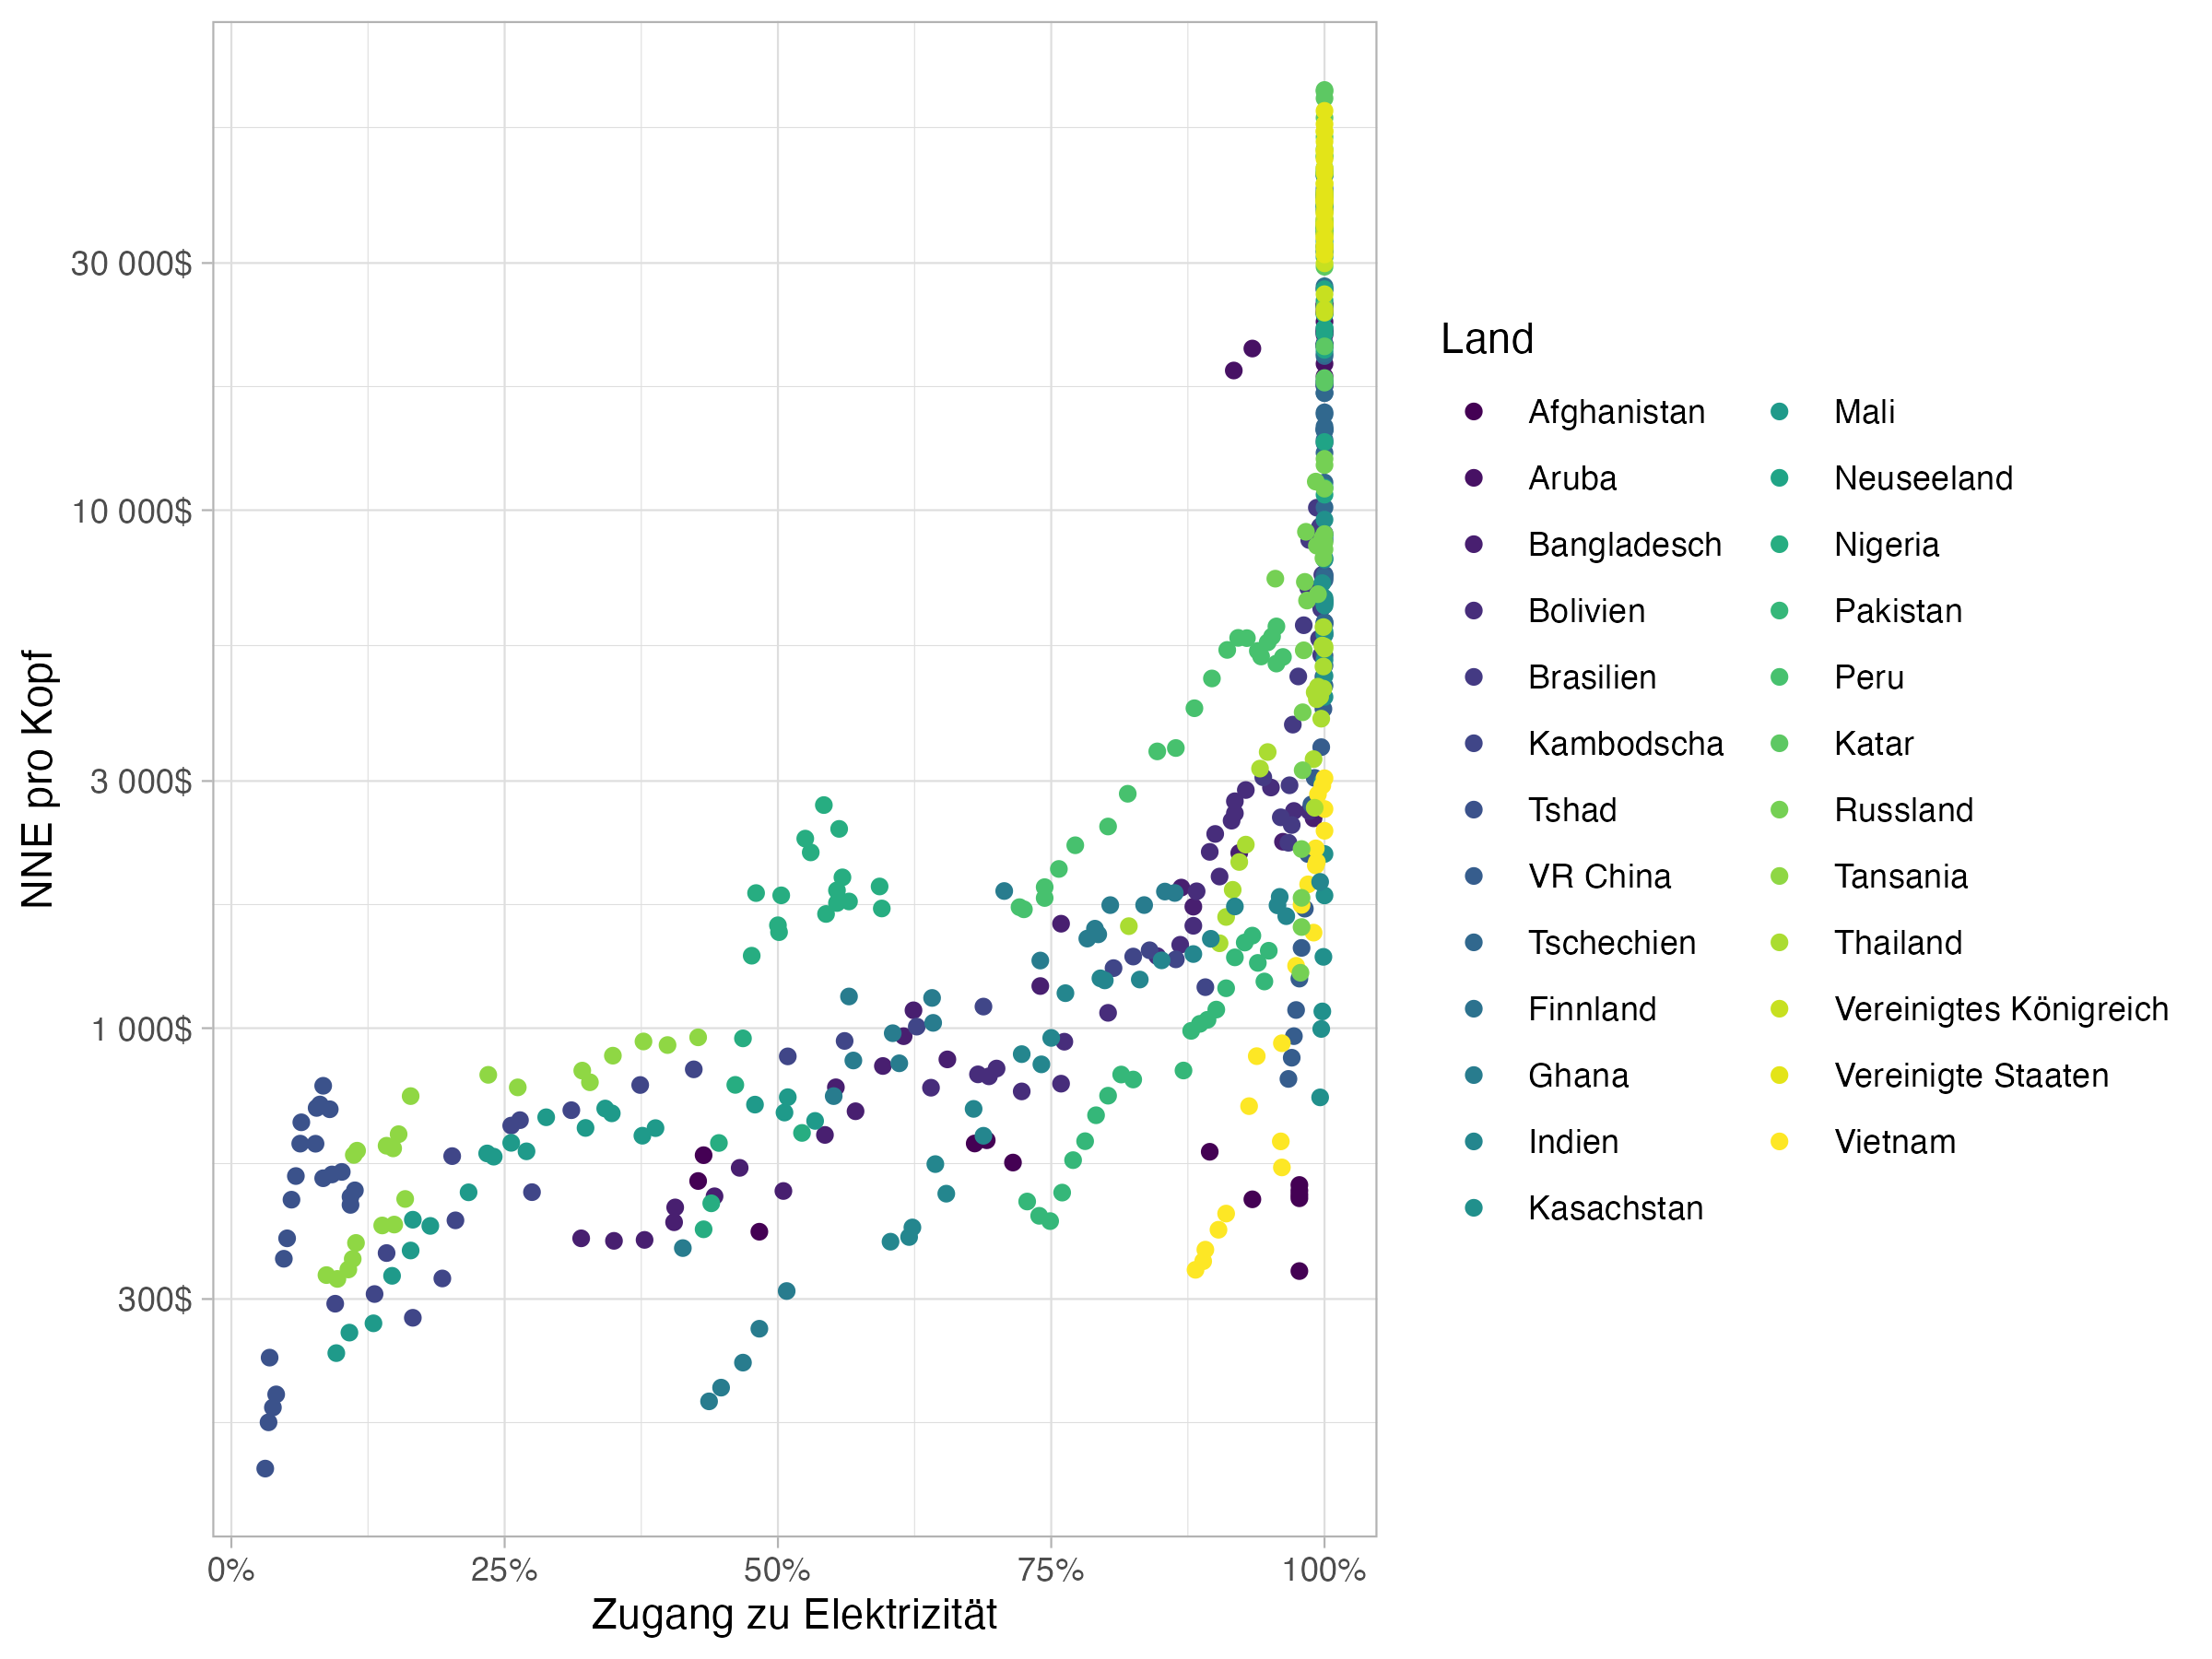 NNE pro Kopf
30 000$
10 000$
3 000$
1 000$
300$
0%
25%
50%
75%
100%
Zugang zu Elektrizität
Land
Afghanistan
Aruba
Bangladesch
Bolivien
Brasilien
Kambodscha
Tshad
VR China
Tschechien
Finnland
Ghana
Indien
Kasachstan
Mali
Neuseeland
Nigeria
Pakistan
Peru
Katar
Russland
Tansania
Thailand
Vereinigtes Königreich
Vereinigte Staaten
Vietnam